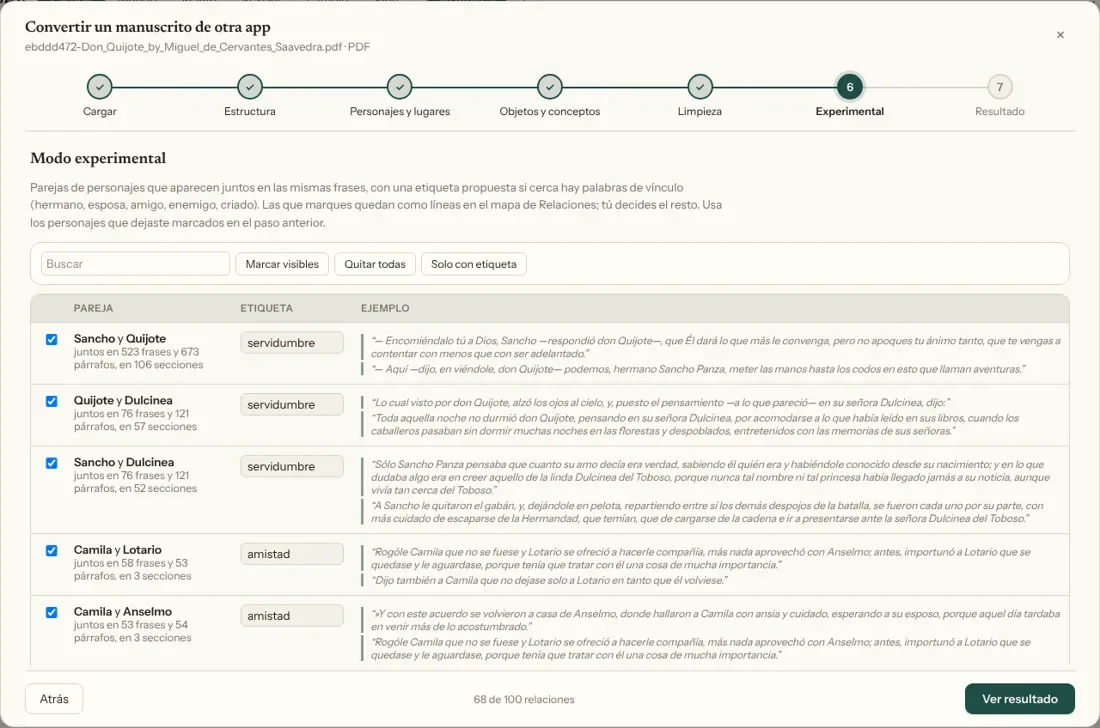 Convertir un manuscrito de otra app
ebddd472-Don_Quijote_by_Miguel_de_Cervantes_Saavedra.pdf · PDF
×
6
7
Cargar
Estructura
Personajes y lugares
Objetos y conceptos
Limpieza
Experimental
Resultado
Modo experimental
Parejas de personajes que aparecen juntos en las mismas frases, con una etiqueta propuesta si cerca hay palabras de vínculo
(hermano, esposa, amigo, enemigo, criado). Las que marques quedan como líneas en el mapa de Relaciones; tú decides el resto. Usa
los personajes que dejaste marcados en el paso anterior.
Buscar
Marcar visibles
Quitar todas
Solo con etiqueta
PAREJA
ETIQUETA
EJEMPLO
Sancho y Quijote
juntos en 523 frases y 673
párrafos, en 106 secciones
servidumbre
“— Encomiéndalo tú a Dios, Sancho —respondió don Quijote—, que Él dará lo que más le convenga, pero no apoques tu ánimo tanto, que te vengas a
contentar con menos que con ser adelantado.”
“— Aquí —dijo, en viéndole, don Quijote— podemos, hermano Sancho Panza, meter las manos hasta los codos en esto que llaman aventuras.”
Quijote y Dulcinea
juntos en 76 frases y 121
párrafos, en 57 secciones
servidumbre
“Lo cual visto por don Quijote, alzó los ojos al cielo, y, puesto el pensamiento —a lo que pareció— en su señora Dulcinea, dijo:”
“Toda aquella noche no durmió don Quijote, pensando en su señora Dulcinea, por acomodarse a lo que había leído en sus libros, cuando los
caballeros pasaban sin dormir muchas noches en las florestas y despoblados, entretenidos con las memorias de sus señoras.”
Sancho y Dulcinea
juntos en 76 frases y 121
párrafos, en 52 secciones
servidumbre
“Sólo Sancho Panza pensaba que cuanto su amo decía era verdad, sabiendo él quién era y habiéndole conocido desde su nacimiento; y en lo que
dudaba algo era en creer aquello de la linda Dulcinea del Toboso, porque nunca tal nombre ni tal princesa había llegado jamás a su noticia, aunque
vivía tan cerca del Toboso.”
“A Sancho le quitaron el gabán, y, dejándole en pelota, repartiendo entre sí los demás despojos de la batalla, se fueron cada uno por su parte, con
más cuidado de escaparse de la Hermandad, que temían, que de cargarse de la cadena e ir a presentarse ante la señora Dulcinea del Toboso.”
Camila y Lotario
juntos en 58 frases y 53
párrafos, en 3 secciones
amistad
“Rogóle Camila que no se fuese y Lotario se ofreció a hacerle compañía, más nada aprovechó con Anselmo; antes, importunó a Lotario que se
quedase y le aguardase, porque tenía que tratar con él una cosa de mucha importancia.”
“Dijo también a Camila que no dejase solo a Lotario en tanto que él volviese.”
Camila y Anselmo
juntos en 53 frases y 54
párrafos, en 3 secciones
amistad
“»Y con este acuerdo se volvieron a casa de Anselmo, donde hallaron a Camila con ansia y cuidado, esperando a su esposo, porque aquel día tardaba
en venir más de lo acostumbrado.”
“Rogóle Camila que no se fuese y Lotario se ofreció a hacerle compañía, más nada aprovechó con Anselmo; antes, importunó a Lotario que se
quedase y le aguardase, porque tenía que tratar con él una cosa de mucha importancia.”
Atrás
68 de 100 relaciones
Ver resultado